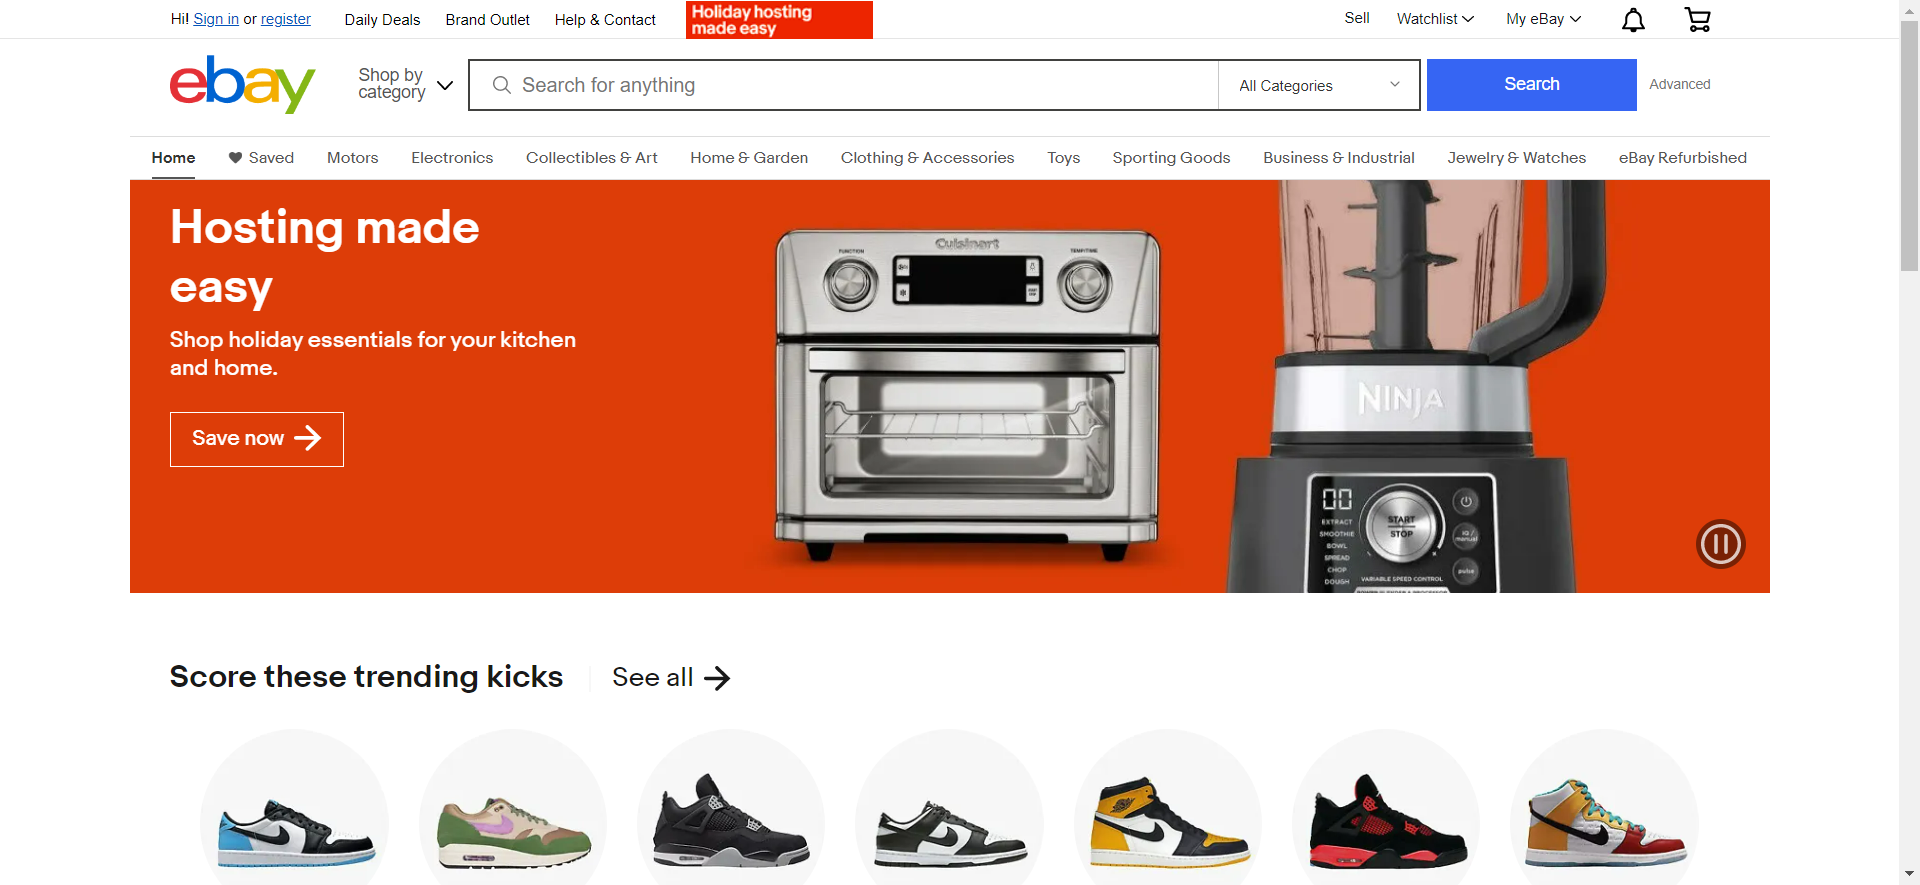 Hi! Sign in or register
Daily Deals
Brand Outlet
Help & Contact
Holiday hosting
made easy
Sell
Watchlist
My eBay
ebay
Shop by
category
Search for anything
All Categories
Search
Advanced
Home
Saved
Motors
Electronics
Collectibles & Art
Home & Garden
Clothing & Accessories
Toys
Sporting Goods
Business & Industrial
Jewelry & Watches
eBay Refurbished
Hosting made
easy
Shop holiday essentials for your kitchen
and home.
Save now
Cuisinart
FUNCTION
TEMP/TIME
NINJA
00
EXTRACT
SMOOTHIE
BOWL
SPREAD
CHOP
DOUGH
START
STOP
iQ /
manual
pulse
VARIABLE SPEED CONTROL
Score these trending kicks
See all